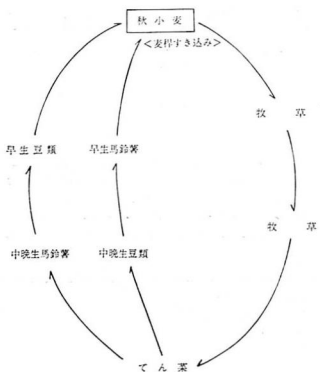 秋小麦
<麦稈すき込み>
牧草
早生豆類
早生馬鈴薯
牧草
中晩生馬鈴薯
中晩生豆類
てん菜